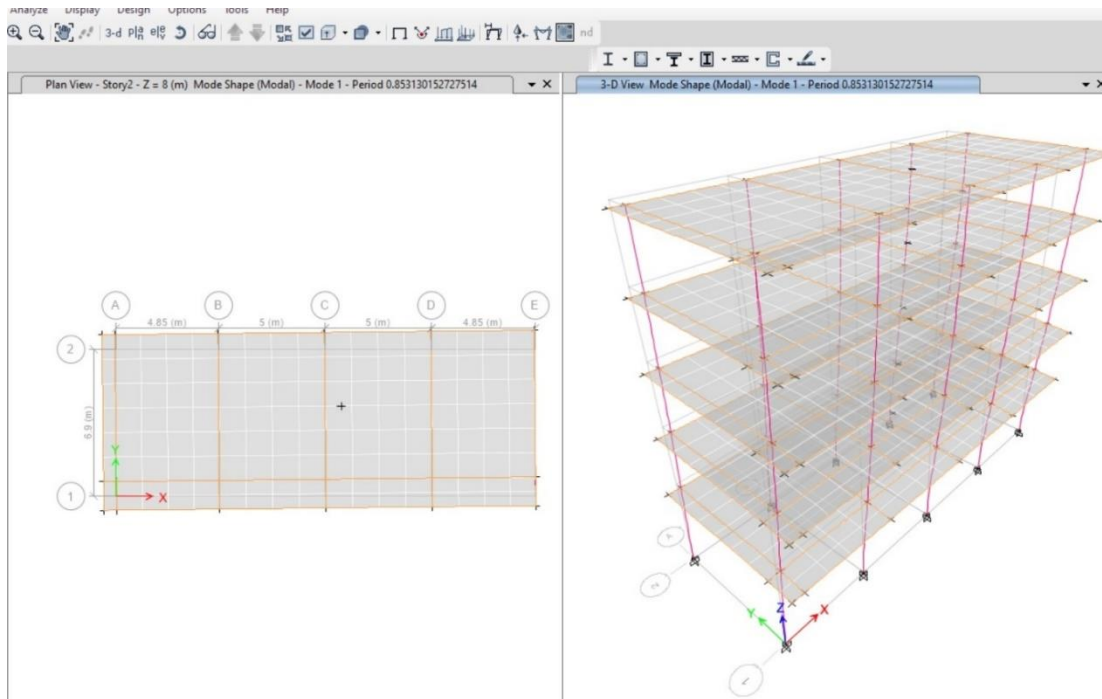 Analyze Display Design Options Tools Help
3-d
nd
Plan View - Story2 - Z = 8 (m) Mode Shape (Modal) - Mode 1 - Period 0.853130152727514
3-D View Mode Shape (Modal) - Mode 1 - Period 0.853130152727514
A B C D E
4.85 (m) 5 (m) 5 (m) 4.85 (m)
2
6.9 (m)
Y
1
X
A
2
Y Z X